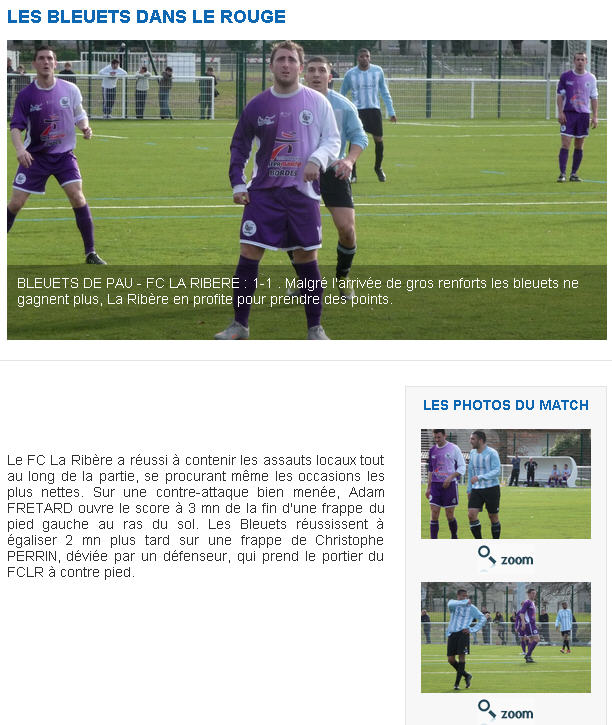 LES BLEUETS DANS LE ROUGE
BORDES
BLEUETS DE PAU - FC LA RIBERE : 1-1 . Malgré l'arrivée de gros renforts les bleuets ne
gagnent plus, La Ribère en profite pour prendre des points.
LES PHOTOS DU MATCH
Le FC La Ribère a réussi à contenir les assauts locaux tout
au long de la partie, se procurant même les occasions les
plus nettes. Sur une contre-attaque bien menée, Adam
FRETARD ouvre le score à 3 mn de la fin d'une frappe du
pied gauche au ras du sol. Les Bleuets réussissent à
égaliser 2 mn plus tard sur une frappe de Christophe
PERRIN, déviée par un défenseur, qui prend le portier du
FCLR à contre pied.
zoom
zoom